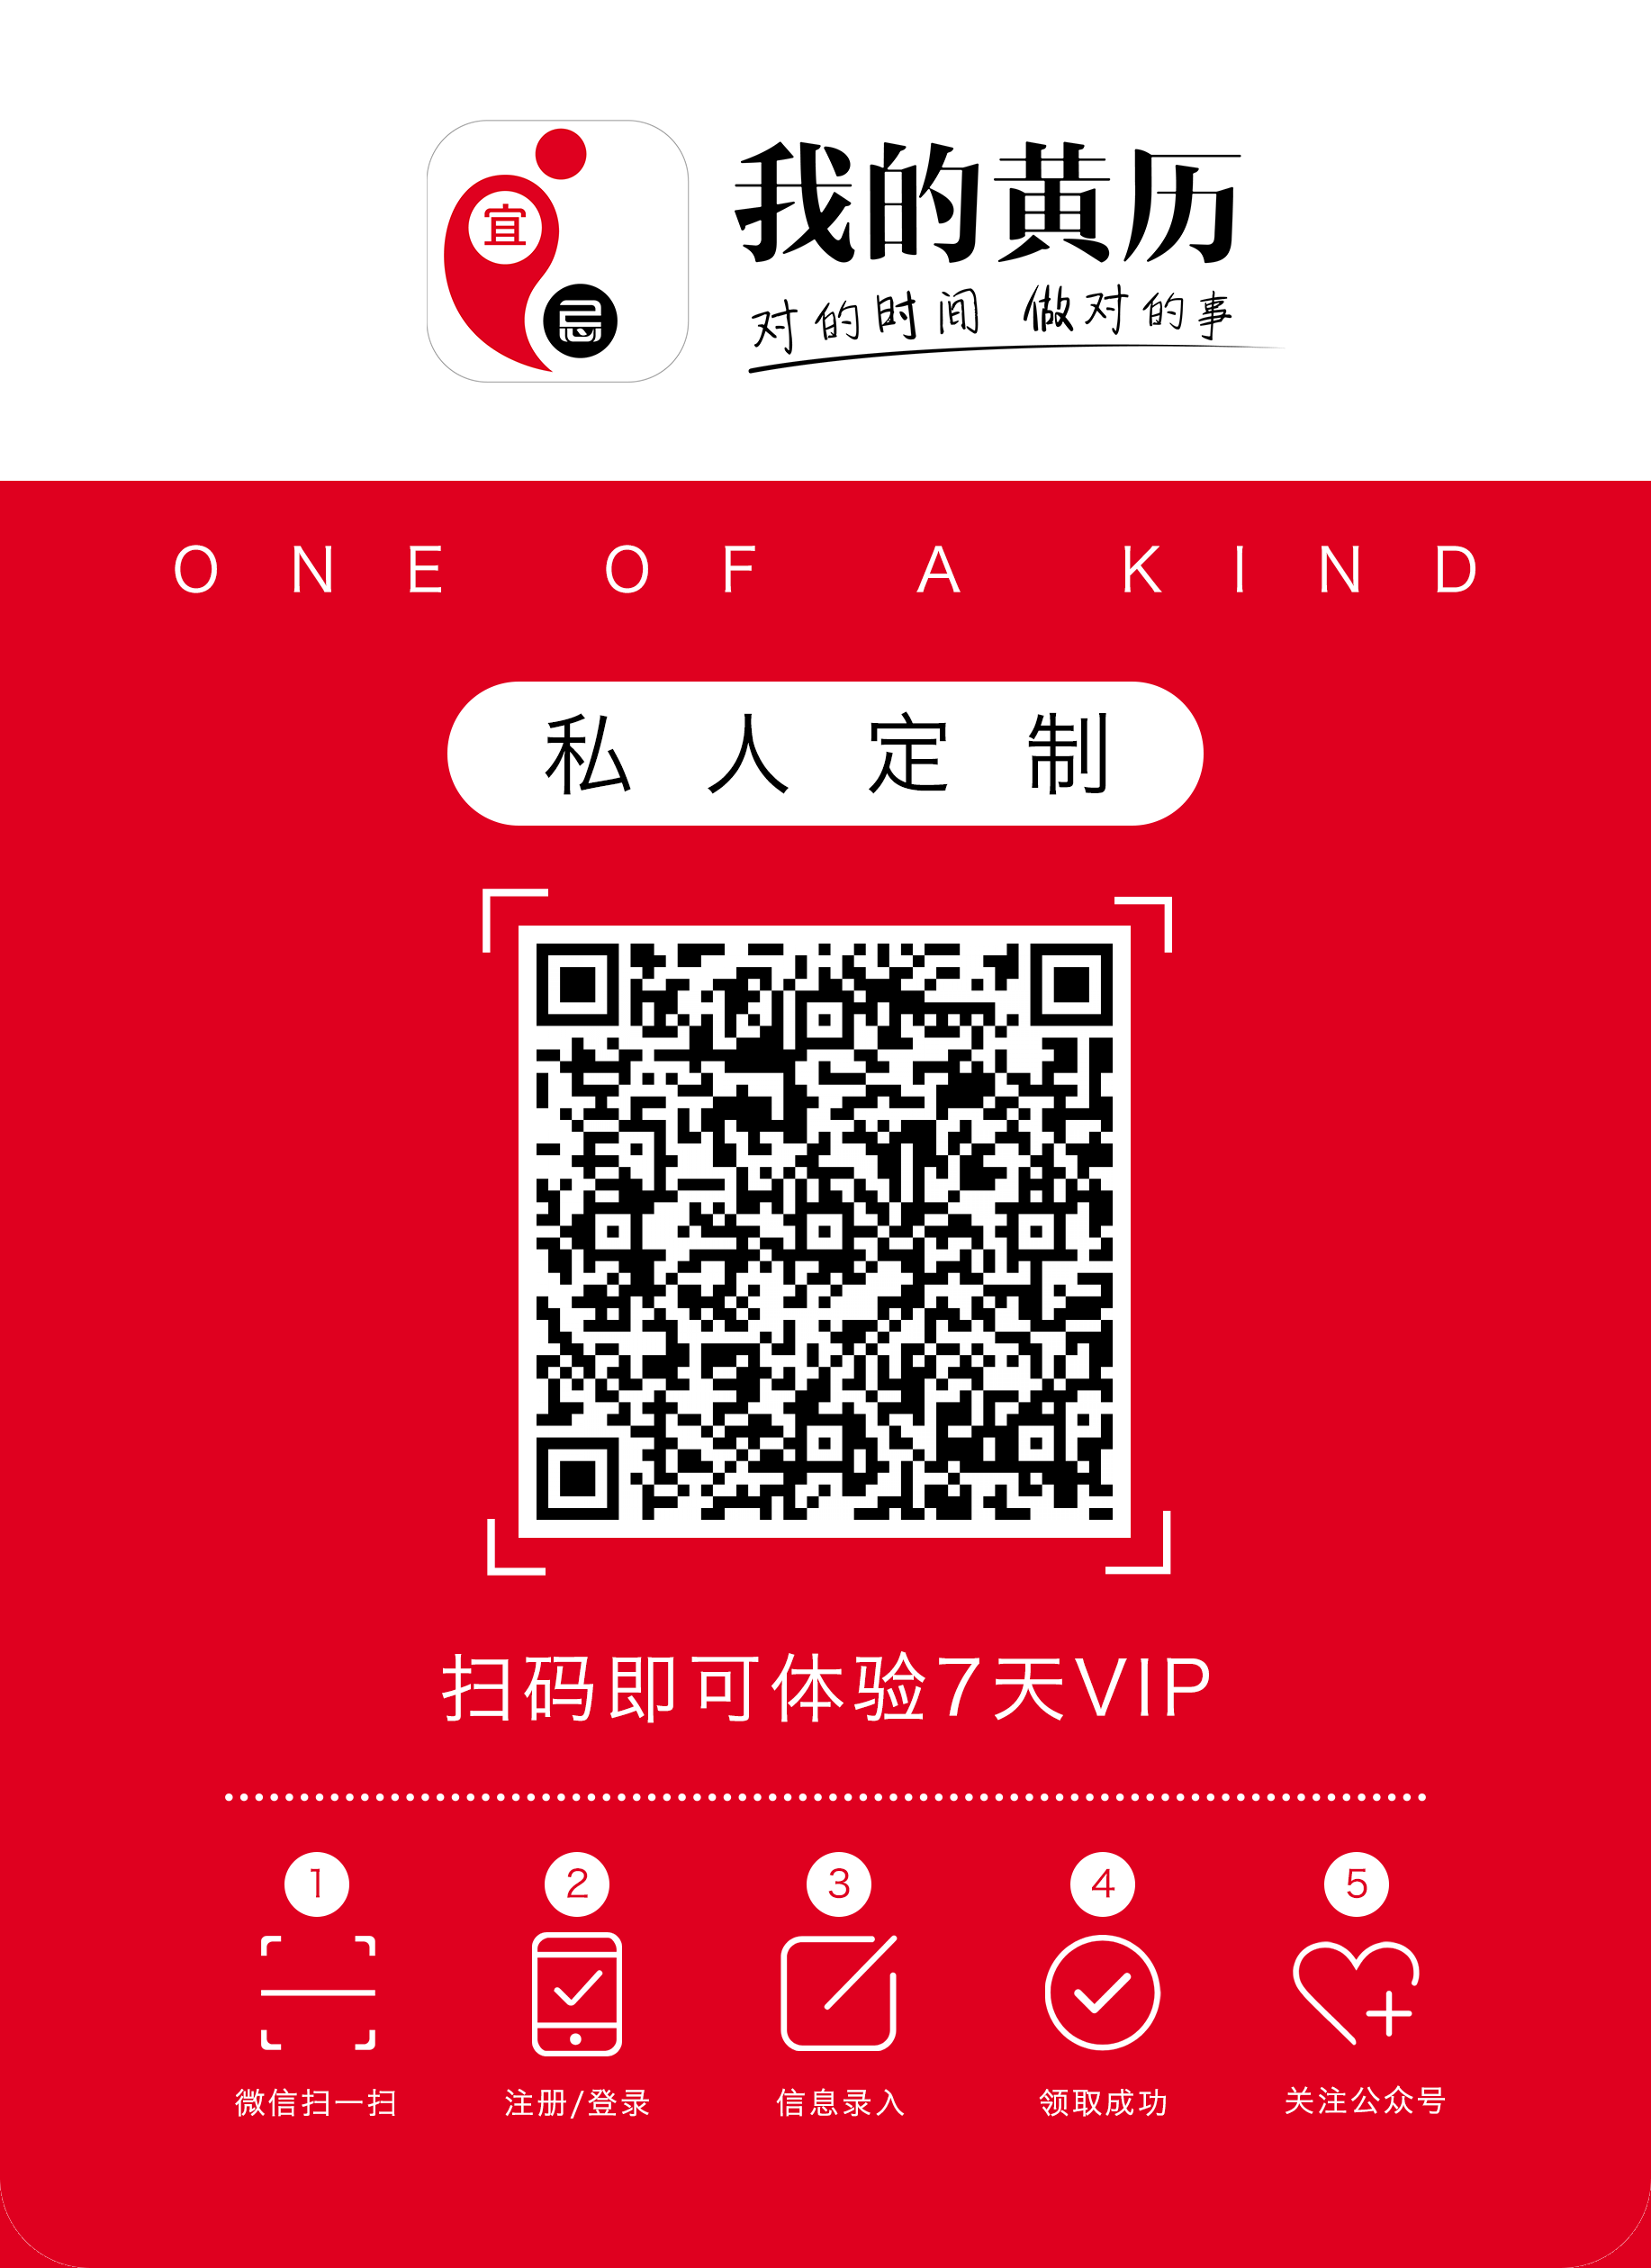 宜
忌
我的黄历
对的时间 做对的事
ONE OF A KIND
私人定制
扫码即可体验7天VIP
1 2 3 4 5
微信扫一扫 注册/登录 信息录入 领取成功 关注公众号